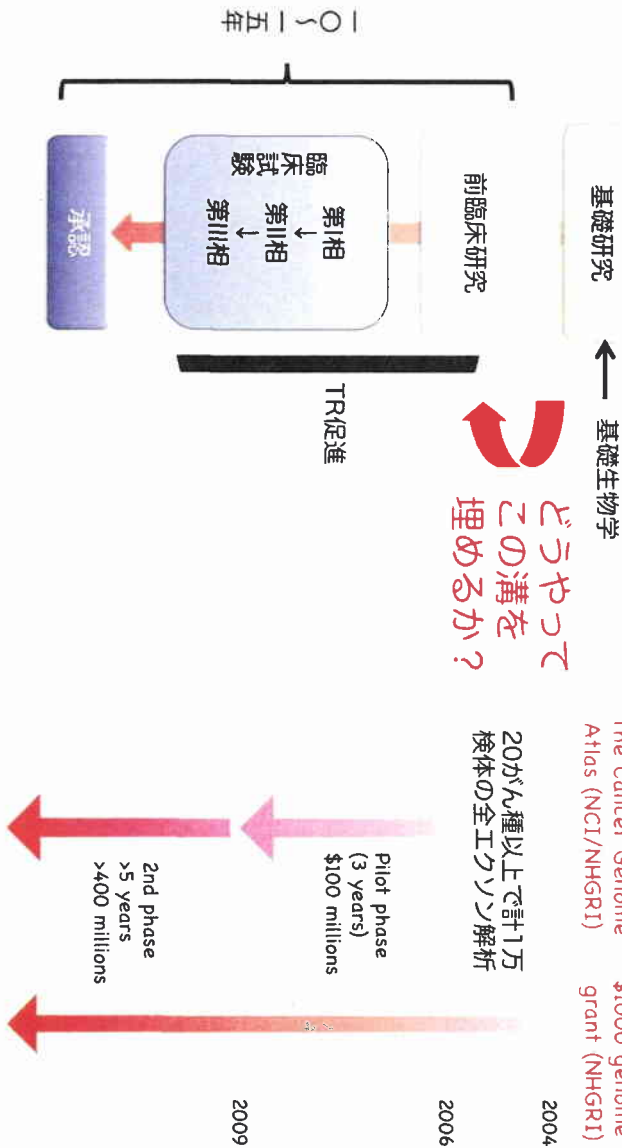 基礎研究
基礎生物学
前臨床研究
臨床試験
第I相
第II相
第III相
承認
一〇〜一五年
TR促進
どうやって
この溝を
埋めるか？
The Cancer Genome
Atlas (NCI/NHGRI)
20がん種以上で計1万
検体の全エクソン解析
Pilot phase
(3 years)
$100 millions
2nd phase
>5 years
>400 millions
$1000 genome
grant (NHGRI)
2004
2006
2009